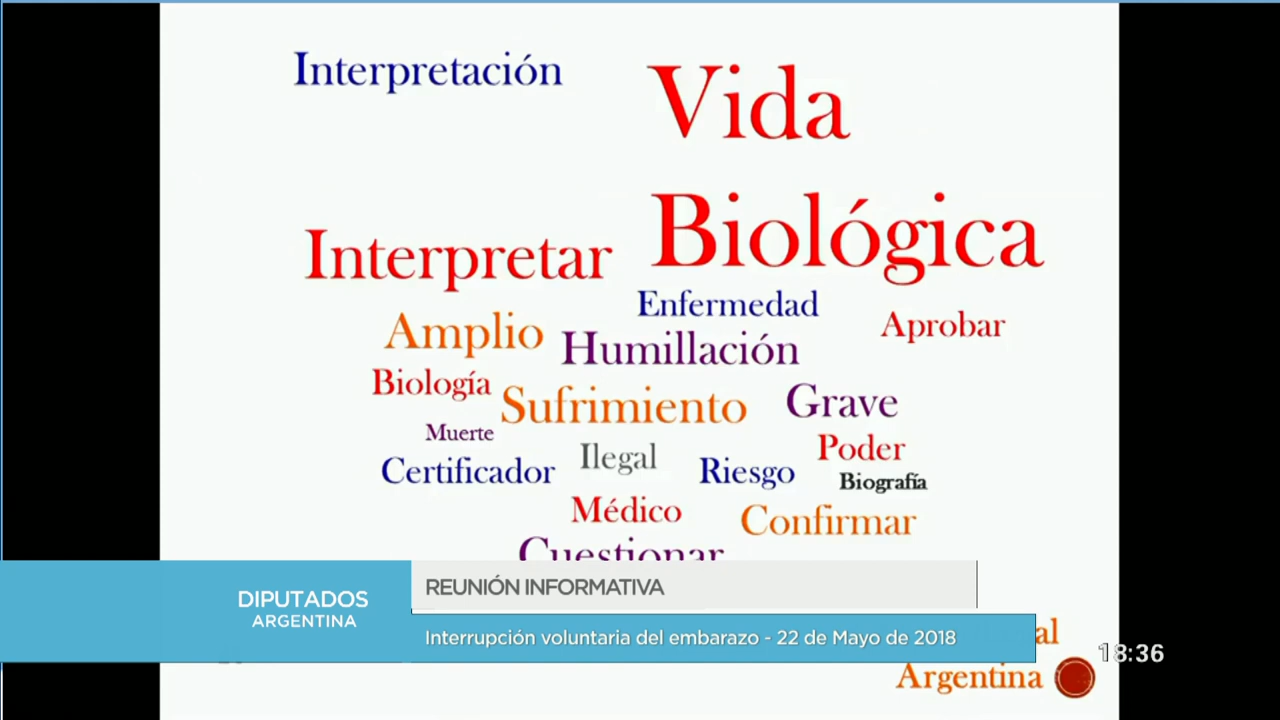 Interpretación
Vida
Biológica
Interpretar
Enfermedad
Amplio
Aprobar
Humillación
Biología
Sufrimiento
Grave
Muerte
Ilegal
Poder
Certificador
Riesgo
Biografía
Médico
Confirmar
Cuestionar
DIPUTADOS
ARGENTINA
REUNIÓN INFORMATIVA
Interrupción voluntaria del embarazo - 22 de Mayo de 2018
18:36
Argentina